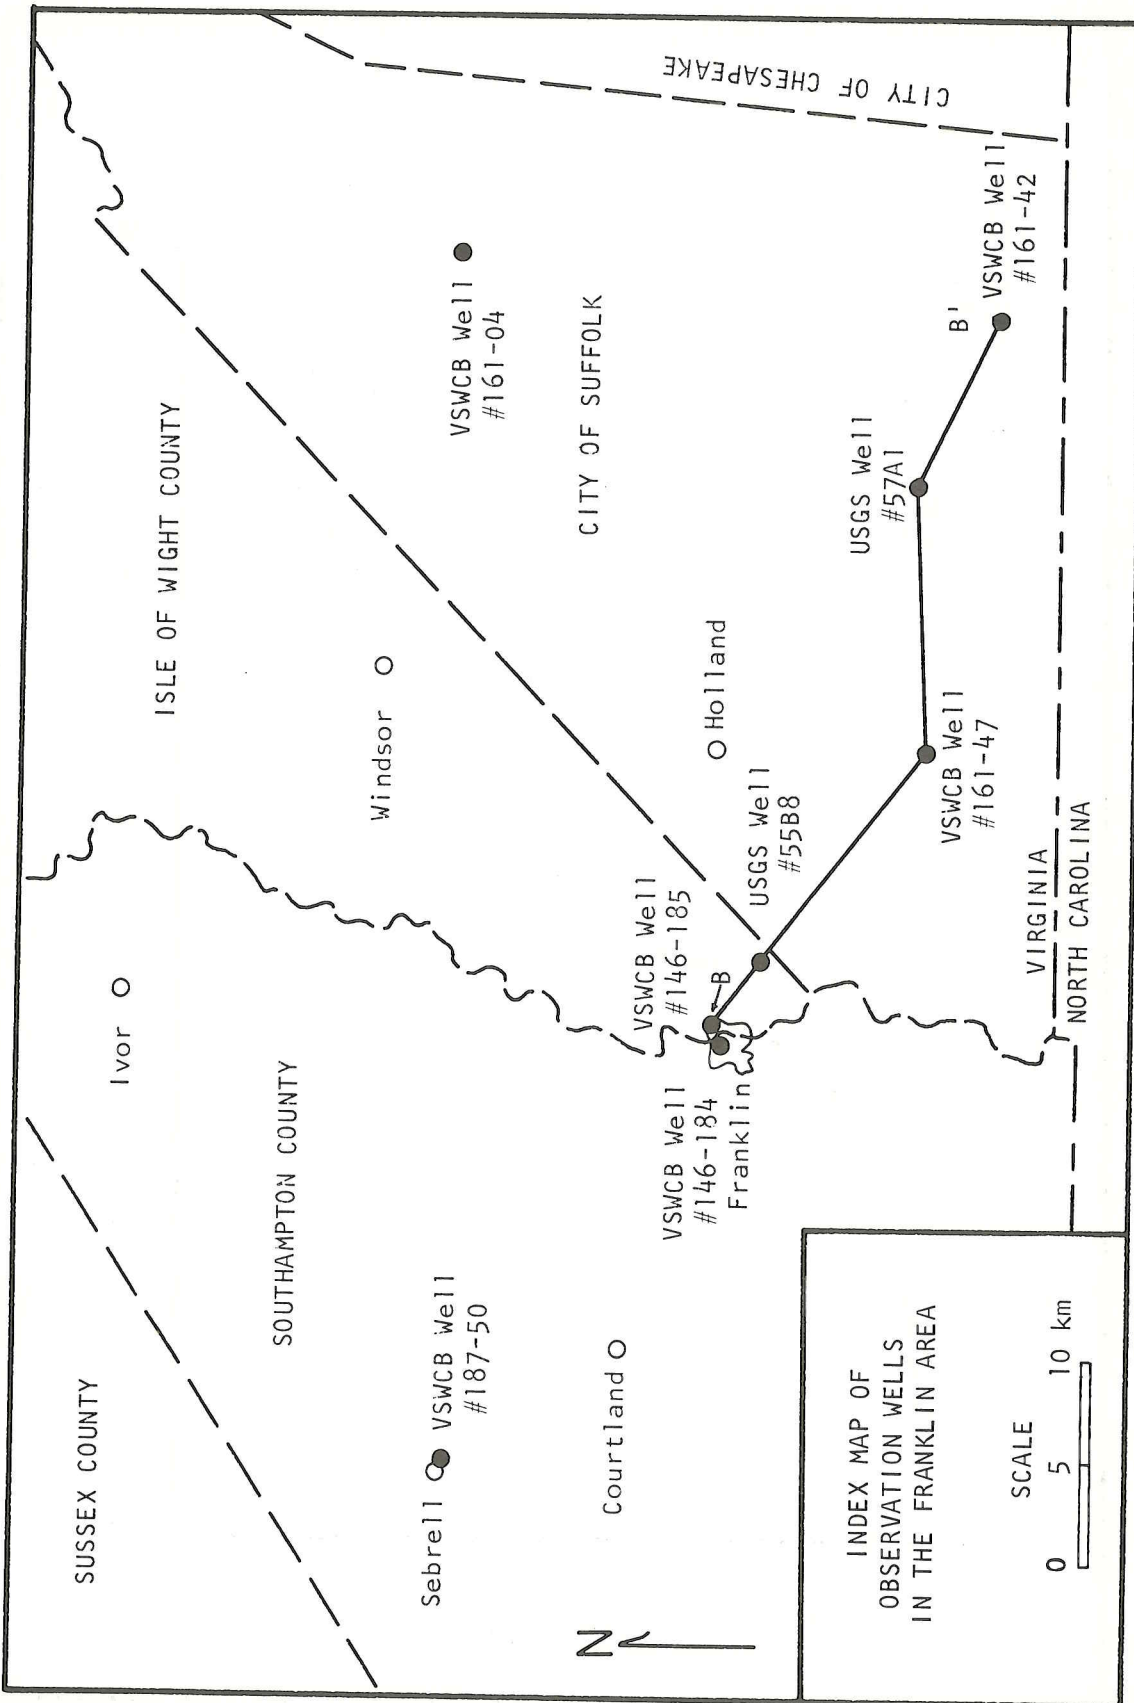 SUSSEX COUNTY
Ivor
ISLE OF WIGHT COUNTY
SOUTHAMPTON COUNTY
Windsor
CITY OF CHESAPEAKE
Sebrell
VSWCB Well
#187-50
VSWCB Well
#161-04
Courtland
CITY OF SUFFOLK
N
VSWCB Well
#146-185
VSWCB Well
#146-184
Franklin
B
Holland
USGS Well
#55B8
USGS Well
#57A1
VSWCB Well
#161-47
B'
VSWCB Well
#161-42
VIRGINIA
NORTH CAROLINA
INDEX MAP OF
OBSERVATION WELLS
IN THE FRANKLIN AREA
SCALE
0 5 10 km